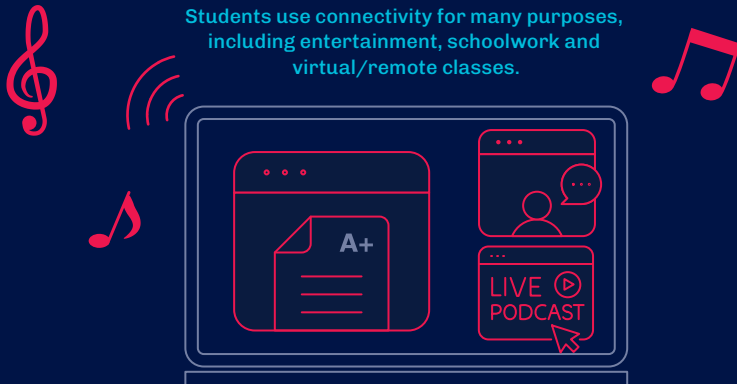 Students use connectivity for many purposes,
including entertainment, schoolwork and
virtual/remote classes.
A+
LIVE
PODCAST